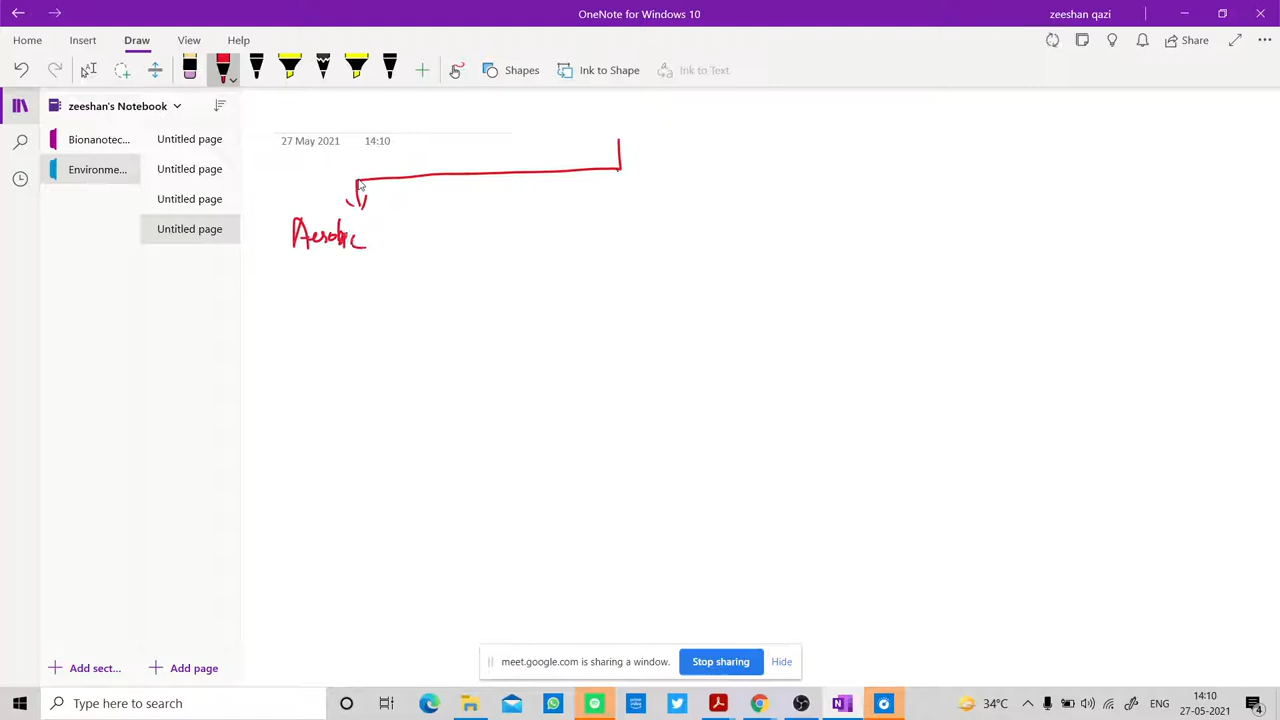 OneNote for Windows 10
zeeshan qazi
Home Insert Draw View Help
Share
Shapes Ink to Shape Ink to Text
zeeshan's Notebook
Bionanotec...
Environme...
Untitled page
Untitled page
Untitled page
Untitled page
27 May 2021 14:10
Aerobic
Add sect... Add page
meet.google.com is sharing a window. Stop sharing Hide
Type here to search
34°C ENG 14:10
27-05-2021
4